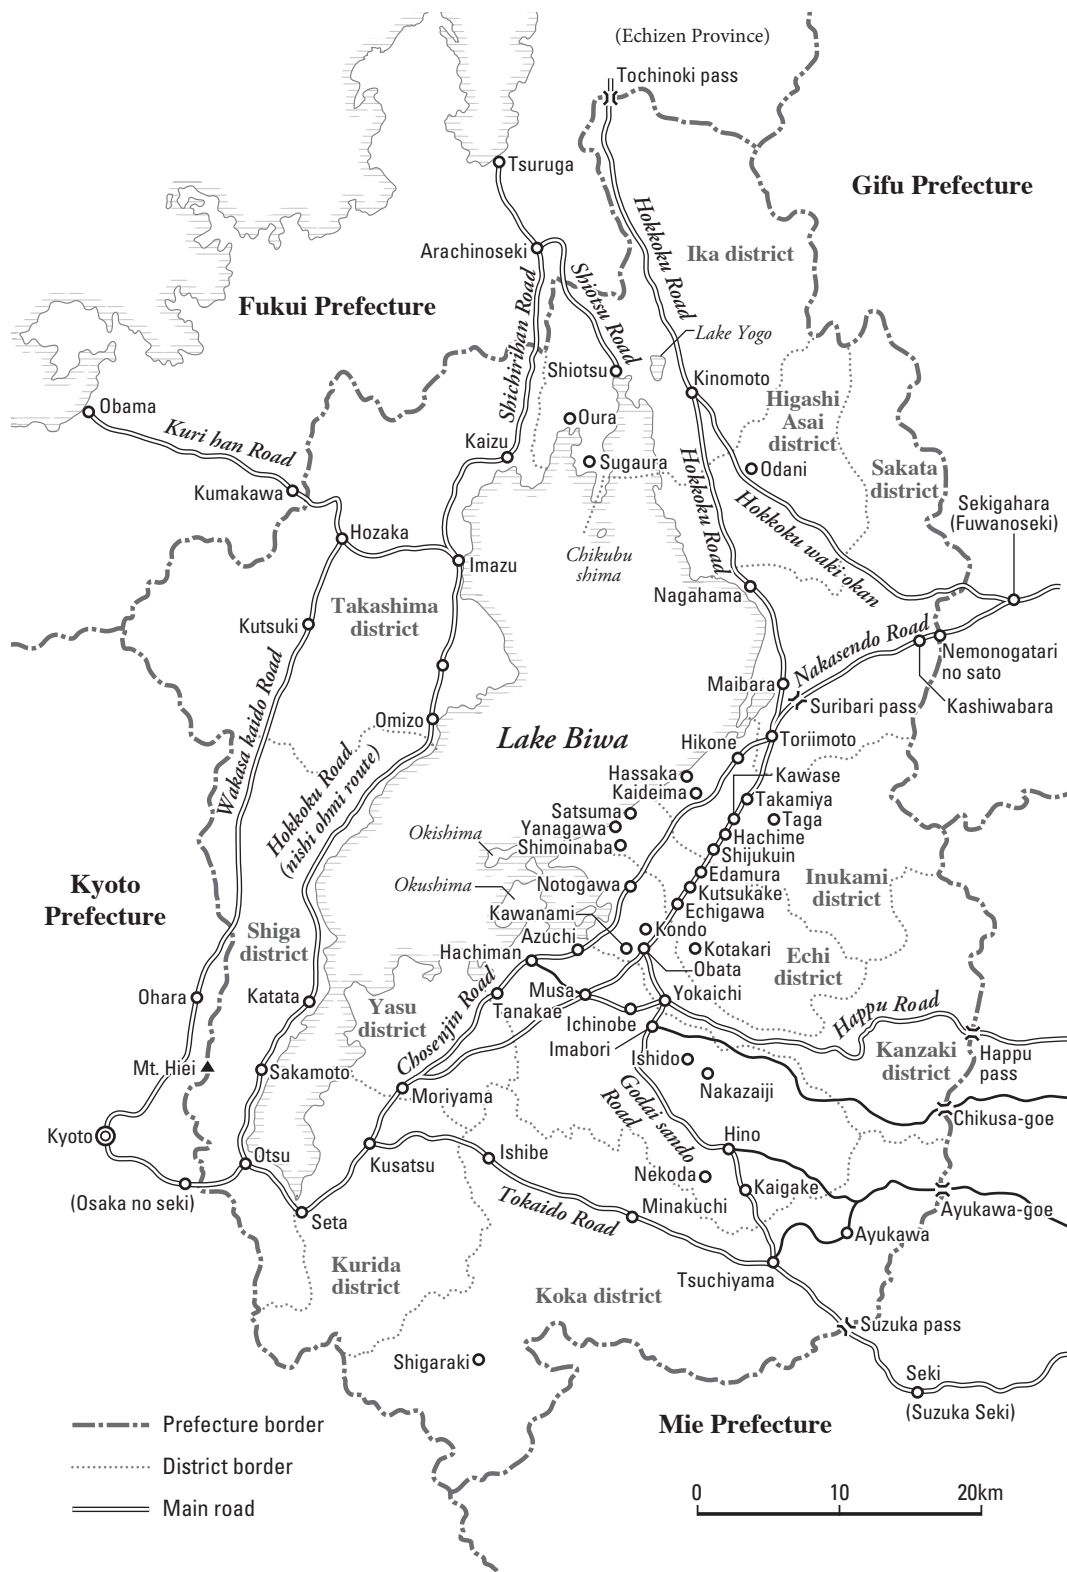 (Echizen Province)
Tochinoki pass
Tsuruga
Gifu Prefecture
Hokkoku Road
Arachinoseki
Ika district
Shiotsu Road
Fukui Prefecture
Shichirihan Road
Lake Yogo
Shiotsu
Kinomoto
Obama
Higashi
Asai
district
Oura
Kuri han Road
Kaizu
Hokkoku Road
Sugaura
Odani
Sakata
district
Kumakawa
Hokkoku waki okan
Sekigahara
(Fuwanoseki)
Hozaka
Imazu
Chikubu
shima
Nagahama
Takashima
district
Kutsuki
Nakasendo Road
Nemonogatari
no sato
Wakasa kaido Road
Maibara
Suribari pass
Kashiwabara
Omizo
Lake Biwa
Hikone
Toriimoto
Hokkoku Road
(nishi ohmi route)
Hassaka
Kawase
Kaideima
Takamiya
Satsuma
Taga
Yanagawa
Okishima
Hachime
Shimoinaba
Shijukuin
Edamura
Inukami
district
Kyoto
Prefecture
Okushima
Notogawa
Kutsukake
Echigawa
Kawanami
Kondo
Shiga
district
Azuchi
Kotakari
Hachiman
Echi
district
Obata
Ohara
Katata
Yasu
district
Chosenjin Road
Musa
Yokaichi
Tanakae
Happu Road
Ichinobe
Imabori
Kanzaki
district
Happu
pass
Mt. Hiei
Sakamoto
Ishido
Moriyama
Nakazaiji
Godai sando
Road
Chikusa-goe
Kyoto
Hino
Otsu
Kusatsu
Ishibe
Nekoda
Kaigake
(Osaka no seki)
Tokaido Road
Minakuchi
Ayukawa-goe
Seta
Ayukawa
Kurida
district
Tsuchiyama
Koka district
Suzuka pass
Shigaraki
Seki
(Suzuka Seki)
Mie Prefecture
Prefecture border
District border
Main road
0 10 20km